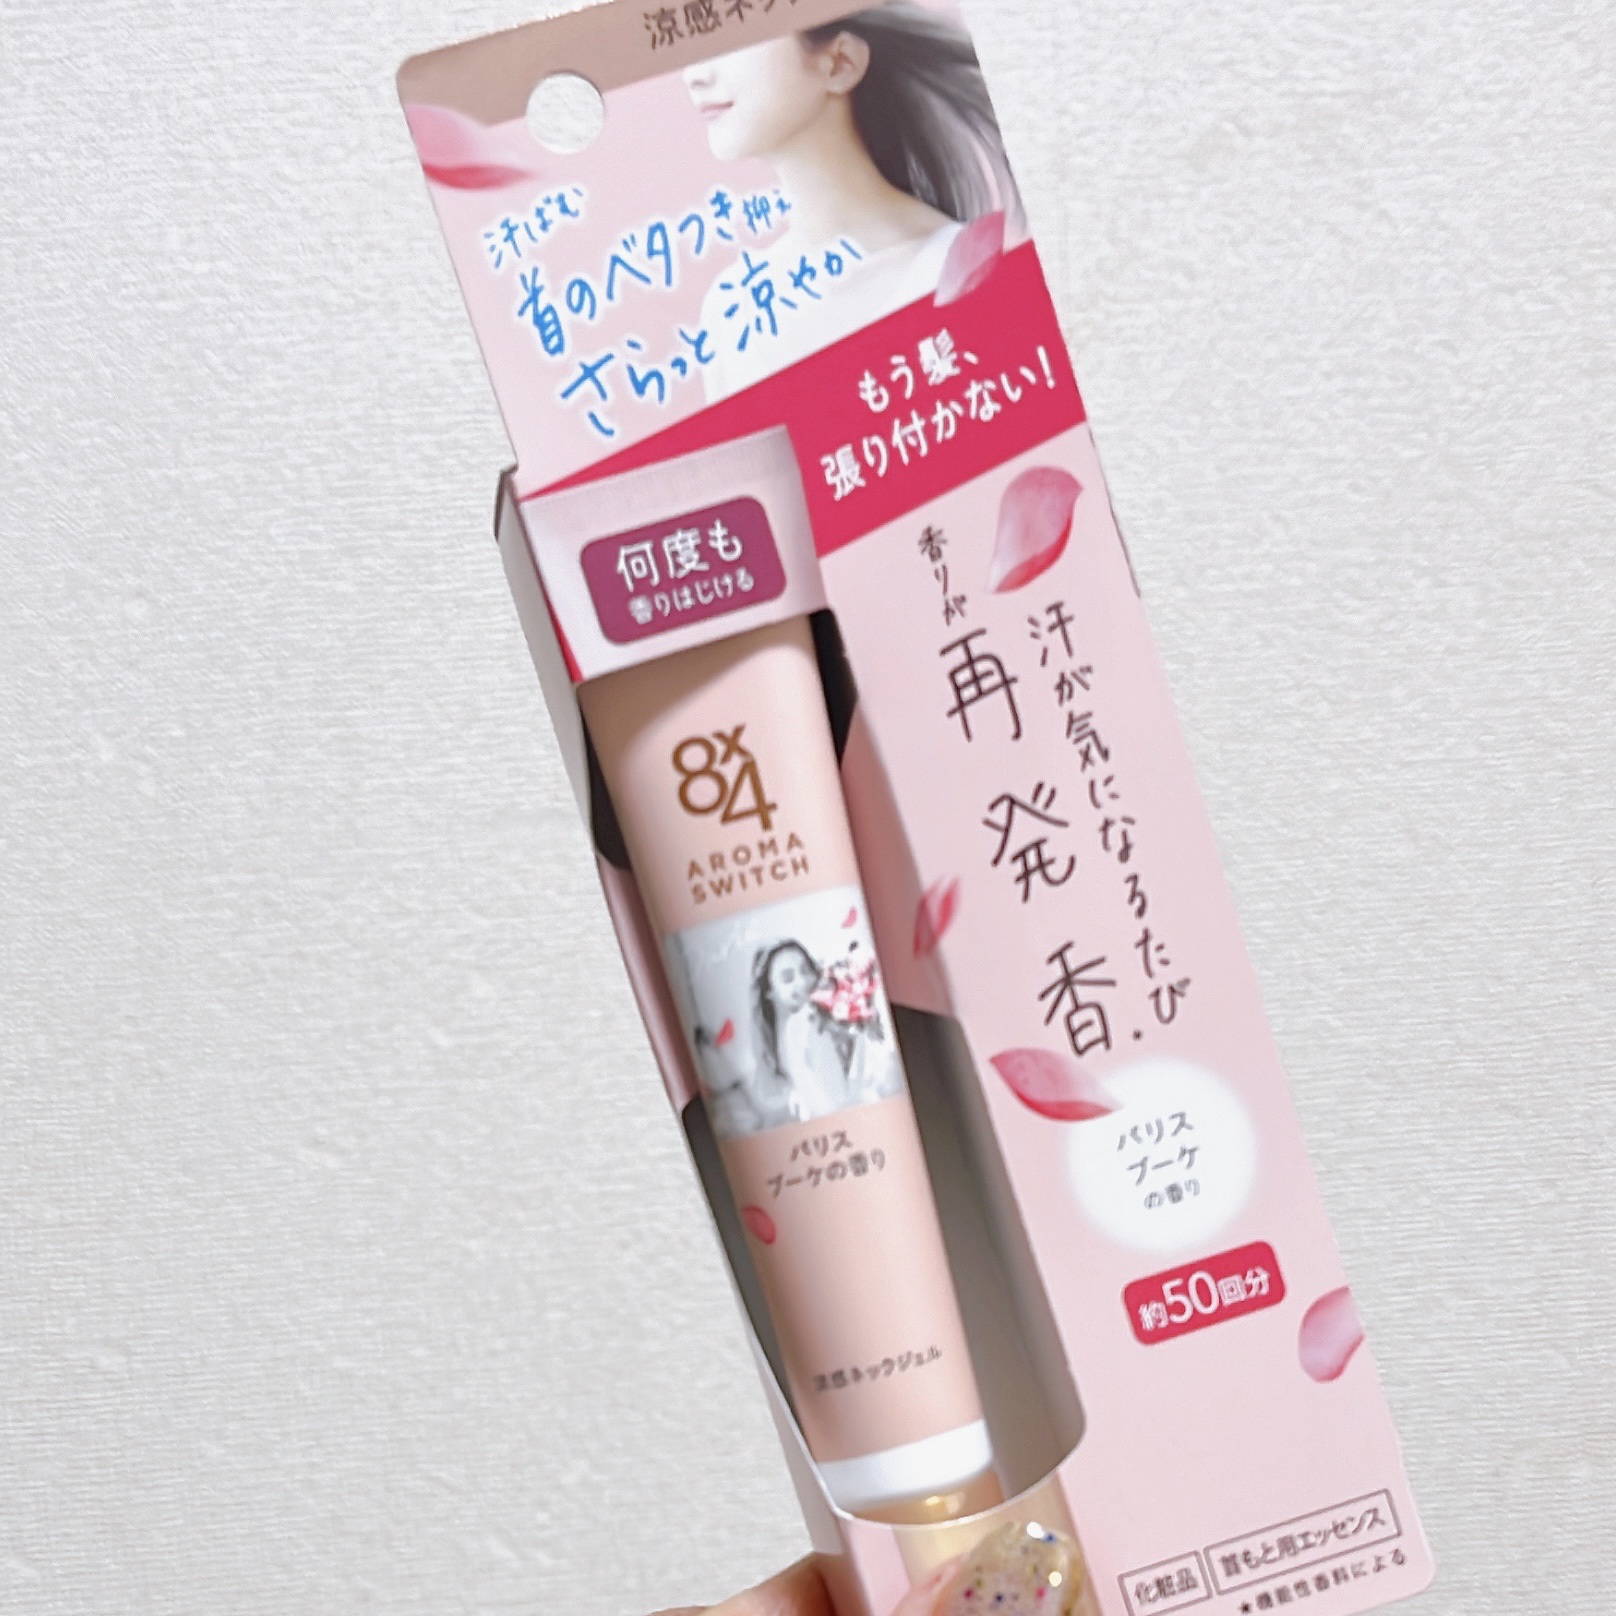 涼感ネック
汗ばむ
首のベタつき抑え
さらっと涼やか
もう髪、
張り付かない!
何度も
香りはじける
8x4
AROMA
SWITCH
パリス
ブーケの香り
涼感ネックジェル
汗が気になるたび
香りが再発香*
パリス
ブーケ
の香り
約50回分
化粧品
首もと用エッセンス
*機能性香料による